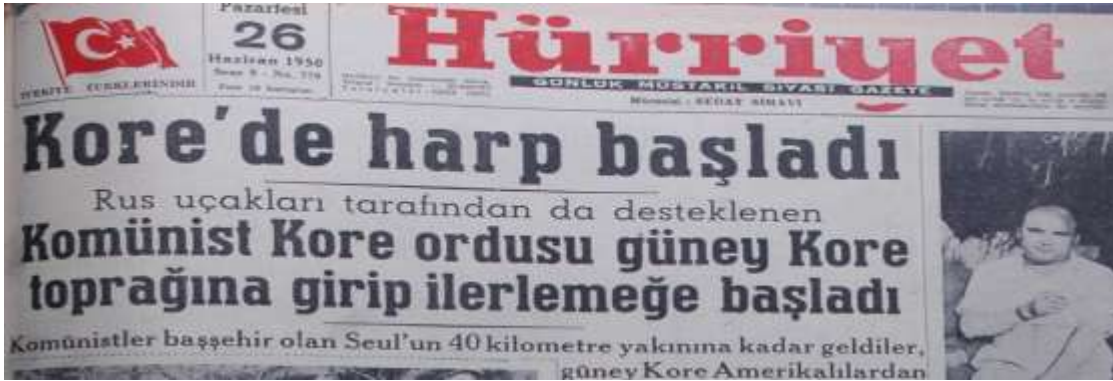 Pazartesi
26
Haziran 1950
TÜRKİYE TÜRKLERİNDİR
Hürriyet
GÜNLÜK MÜSTAKİL SİYASİ GAZETE
SEDAT SİMAVİ
Kore'de harp başladı
Rus uçakları tarafından da desteklenen
Komünist Kore ordusu güney Kore
toprağına girip ilerlemeğe başladı
Komünistler başşehir olan Seul'un 40 kilometre yakınına kadar geldiler,
güney Kore Amerikalılardan